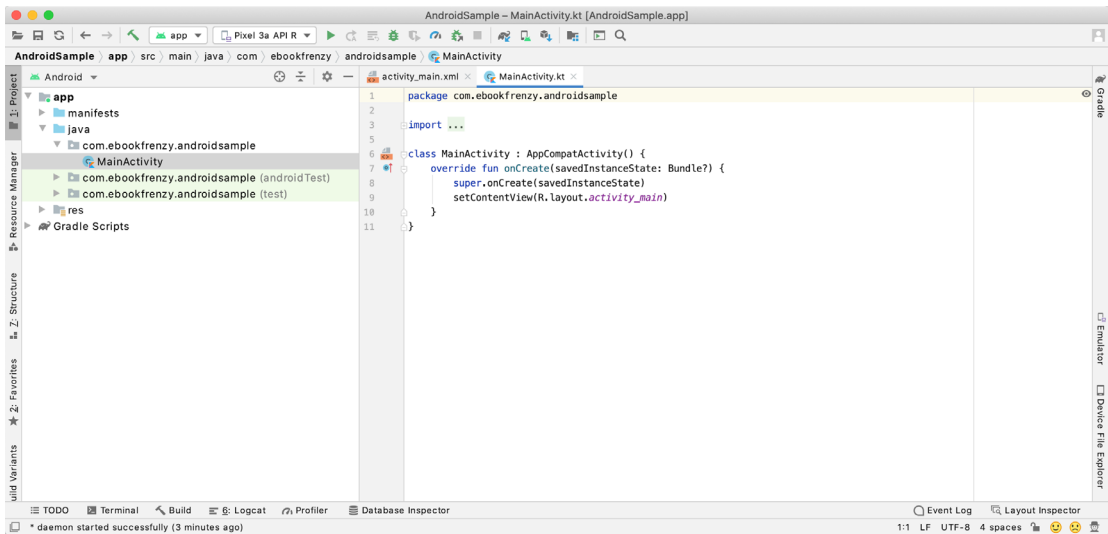 AndroidSample – MainActivity.kt [AndroidSample.app]
app Pixel 3a API R
AndroidSample app src main java com ebookfrenzy androidsample MainActivity
1: Project
Resource Manager
Z: Structure
2: Favorites
uild Variants
Android
app
manifests
java
com.ebookfrenzy.androidsample
MainActivity
com.ebookfrenzy.androidsample (androidTest)
com.ebookfrenzy.androidsample (test)
res
Gradle Scripts
activity_main.xml MainActivity.kt
1 package com.ebookfrenzy.androidsample
2
3 import ...
5
6 class MainActivity : AppCompatActivity() {
7 override fun onCreate(savedInstanceState: Bundle?) {
8 super.onCreate(savedInstanceState)
9 setContentView(R.layout.activity_main)
10 }
11 }
Gradle
Emulator
Device File Explorer
TODO Terminal Build 6: Logcat Profiler Database Inspector Event Log Layout Inspector
* daemon started successfully (3 minutes ago) 1:1 LF UTF-8 4 spaces